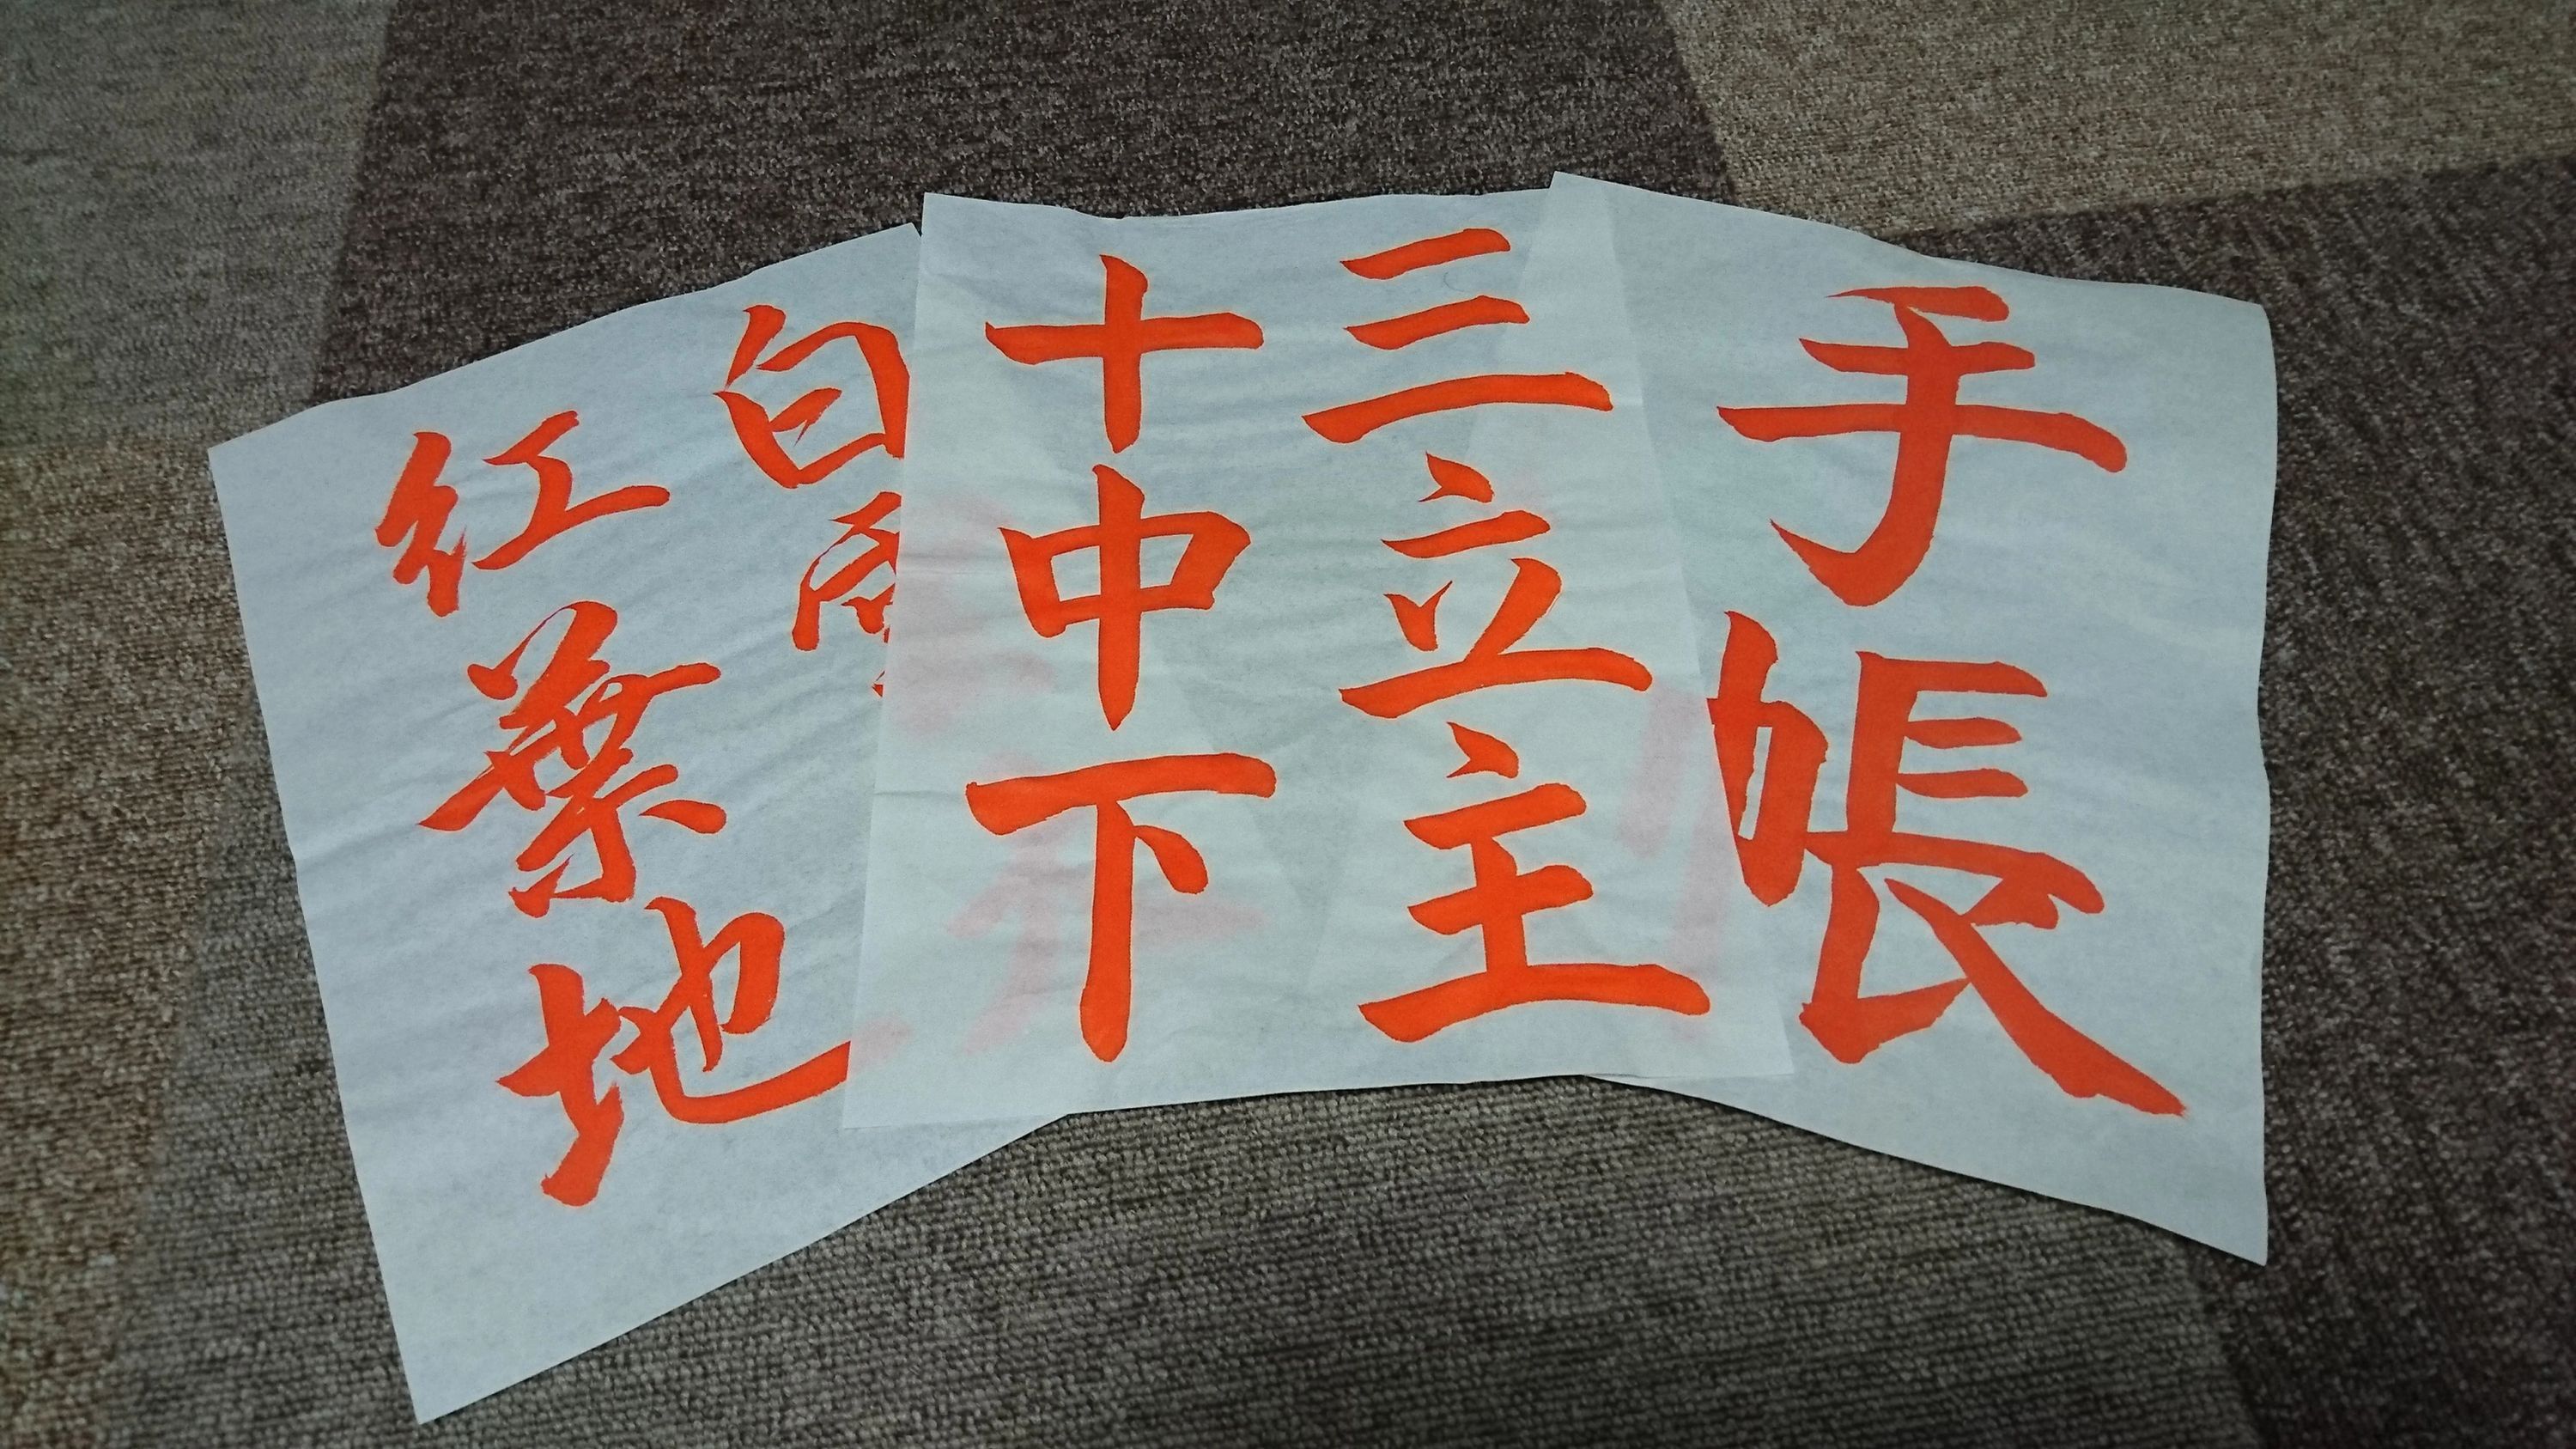 手帳
三立主
十中下
白
紅葉地